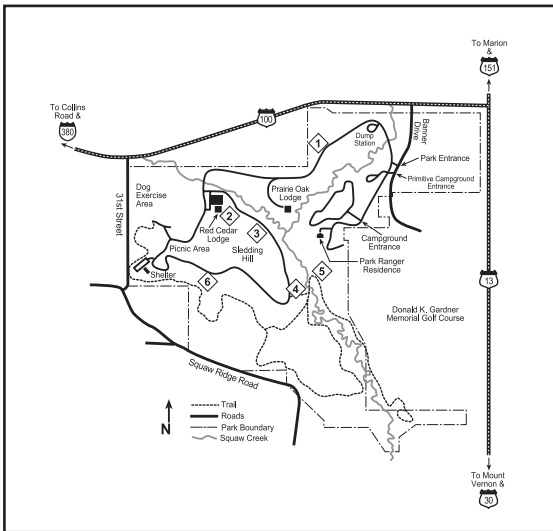 To Marion
&
151
To Collins
Road &
380
100
Banner
Drive
1
Dump
Station
Park Entrance
Primitive Campground
Entrance
31st Street
Dog
Exercise
Area
Prairie Oak
Lodge
2
Red Cedar
Lodge
3
Sledding
Hill
Campground
Entrance
Picnic Area
Park Ranger
Residence
Shelter
6
5
4
13
Donald K. Gardner
Memorial Golf Course
Squaw Ridge Road
N
Trail
Roads
Park Boundary
Squaw Creek
To Mount
Vernon &
30